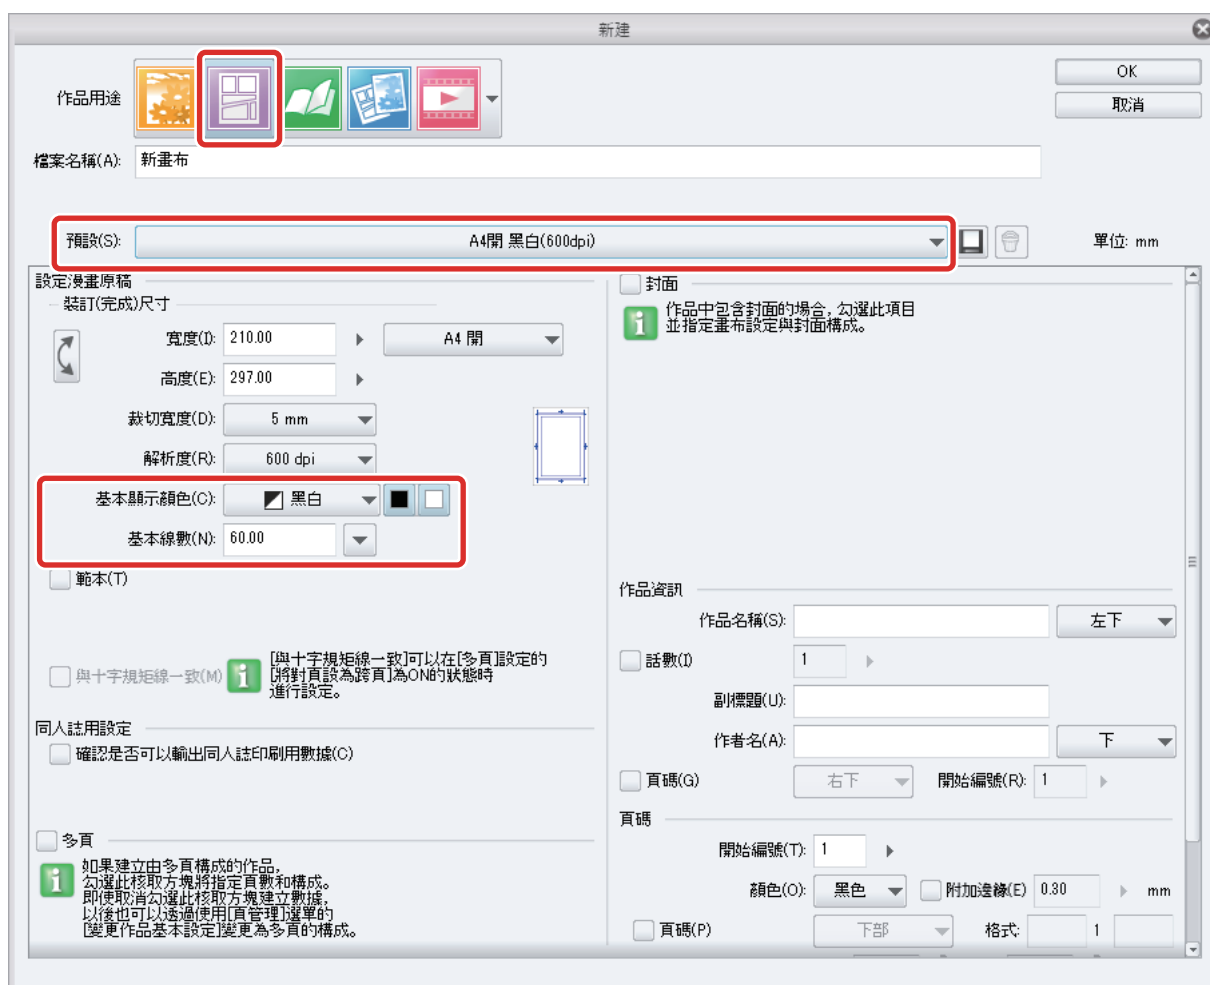 新建
作品用途
OK
取消
檔案名稱(A): 新畫布
預設(S): A4開 黑白(600dpi)
單位: mm
設定漫畫原稿
裝訂(完成)尺寸
寬度(I): 210.00 A4 開
高度(E): 297.00
裁切寬度(D): 5 mm
解析度(R): 600 dpi
基本顯示顏色(C): 黑白
基本線數(N): 60.00
範本(T)
與十字規矩線一致(M)
[與十字規矩線一致]可以在[多頁]設定的
[將對頁設為跨頁]為ON的狀態時
進行設定。
同人誌用設定
確認是否可以輸出同人誌印刷用數據(C)
多頁
如果建立由多頁構成的作品,
勾選此核取方塊將指定頁數和構成。
即使取消勾選此核取方塊建立數據,
以後也可以透過使用[頁管理]選單的
[變更作品基本設定]變更為多頁的構成。
封面
作品中包含封面的場合, 勾選此項目
並指定畫布設定與封面構成。
作品資訊
作品名稱(S): 左下
話數(I) 1
副標題(U):
作者名(A): 下
頁碼(G) 右下 開始編號(R): 1
頁碼
開始編號(T): 1
顏色(O): 黑色 附加邊緣(E) 0.30 mm
頁碼(P) 下部 格式: 1